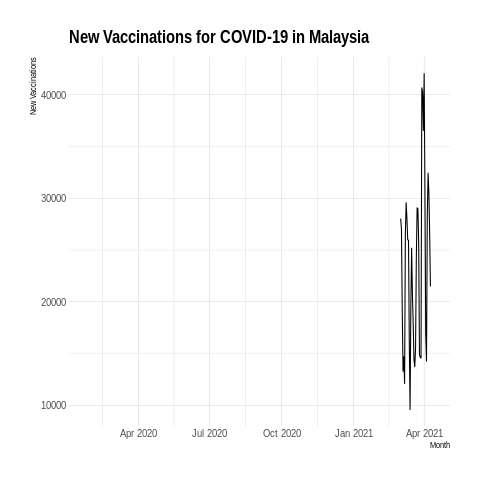 New Vaccinations for COVID-19 in Malaysia
New Vaccinations
40000
30000
20000
10000
Apr 2020 Jul 2020 Oct 2020 Jan 2021 Apr 2021
Month